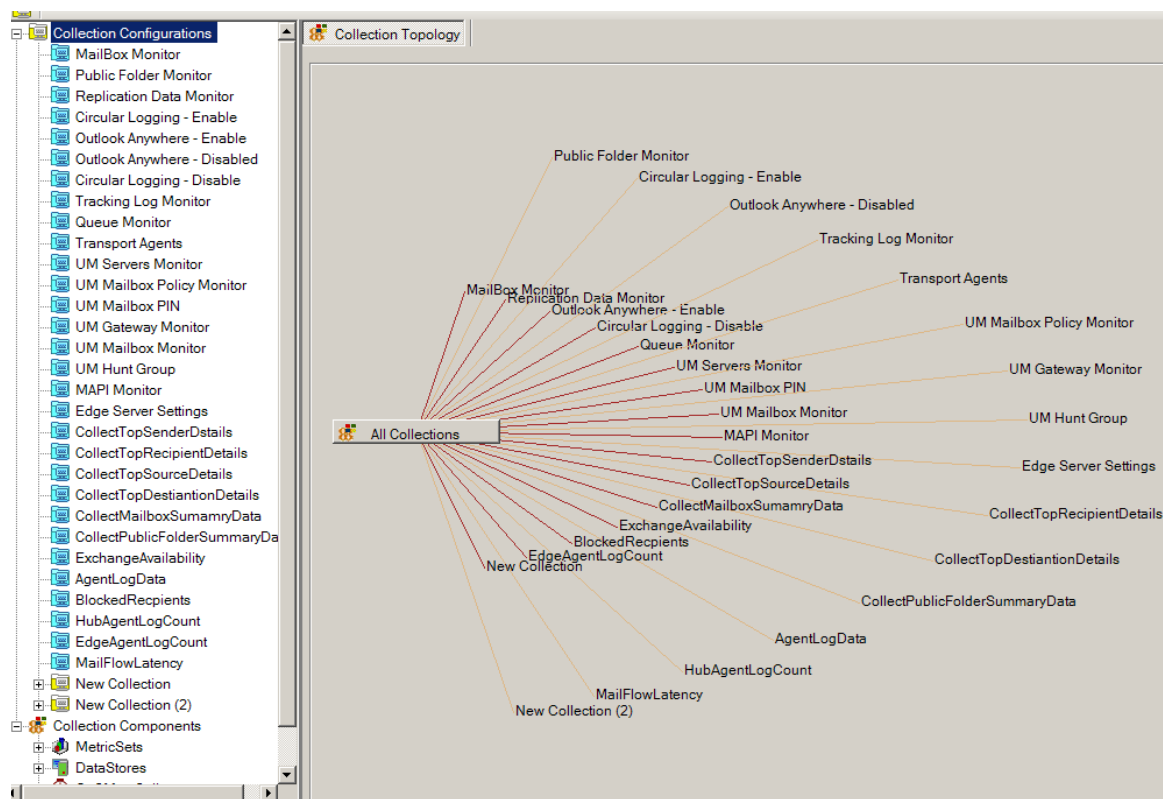 Collection Configurations
MailBox Monitor
Public Folder Monitor
Replication Data Monitor
Circular Logging - Enable
Outlook Anywhere - Enable
Outlook Anywhere - Disabled
Circular Logging - Disable
Tracking Log Monitor
Queue Monitor
Transport Agents
UM Servers Monitor
UM Mailbox Policy Monitor
UM Mailbox PIN
UM Gateway Monitor
UM Mailbox Monitor
UM Hunt Group
MAPI Monitor
Edge Server Settings
CollectTopSenderDstails
CollectTopRecipientDetails
CollectTopSourceDetails
CollectTopDestiantionDetails
CollectMailboxSumamryData
CollectPublicFolderSummaryDa
ExchangeAvailability
AgentLogData
BlockedRecpients
HubAgentLogCount
EdgeAgentLogCount
MailFlowLatency
New Collection
New Collection (2)
Collection Components
MetricSets
DataStores
Collection Topology
Public Folder Monitor
Circular Logging - Enable
Outlook Anywhere - Disabled
Tracking Log Monitor
Transport Agents
MailBox Monitor
Replication Data Monitor
Outlook Anywhere - Enable
UM Mailbox Policy Monitor
Circular Logging - Disable
Queue Monitor
UM Servers Monitor
UM Gateway Monitor
UM Mailbox PIN
UM Mailbox Monitor
UM Hunt Group
All Collections
MAPI Monitor
CollectTopSenderDstails
Edge Server Settings
CollectTopSourceDetails
CollectMailboxSumamryData
CollectTopRecipientDetails
ExchangeAvailability
BlockedRecpients
EdgeAgentLogCount
CollectTopDestiantionDetails
New Collection
CollectPublicFolderSummaryData
AgentLogData
HubAgentLogCount
MailFlowLatency
New Collection (2)